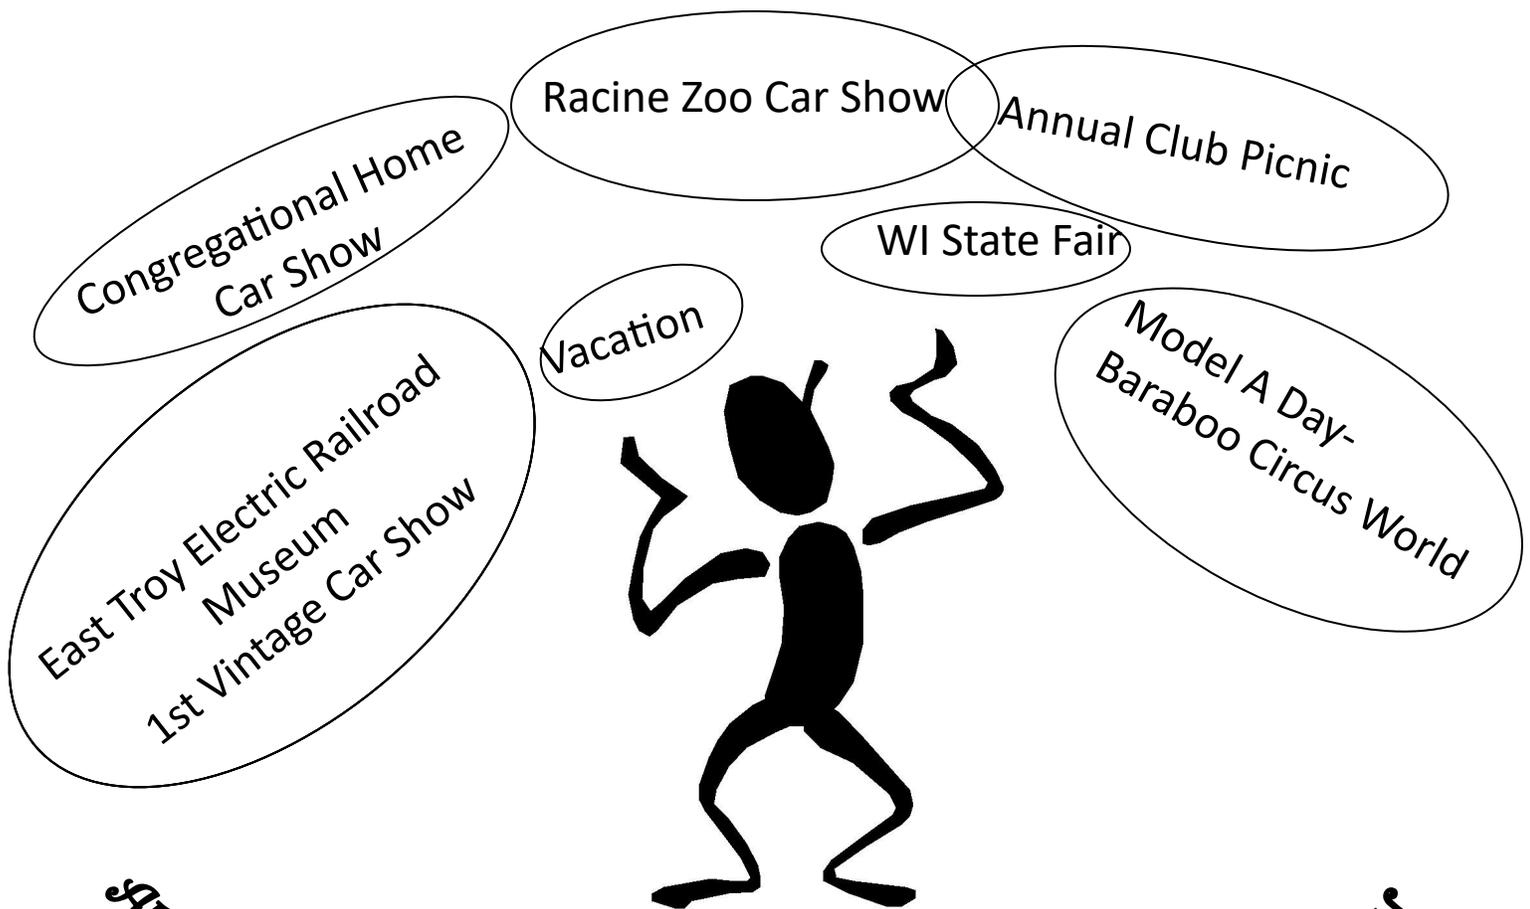 Racine Zoo Car Show
Annual Club Picnic
Congregational Home
Car Show
WI State Fair
Vacation
Model A Day-
Baraboo Circus World
East Troy Electric Railroad
Museum
1st Vintage Car Show